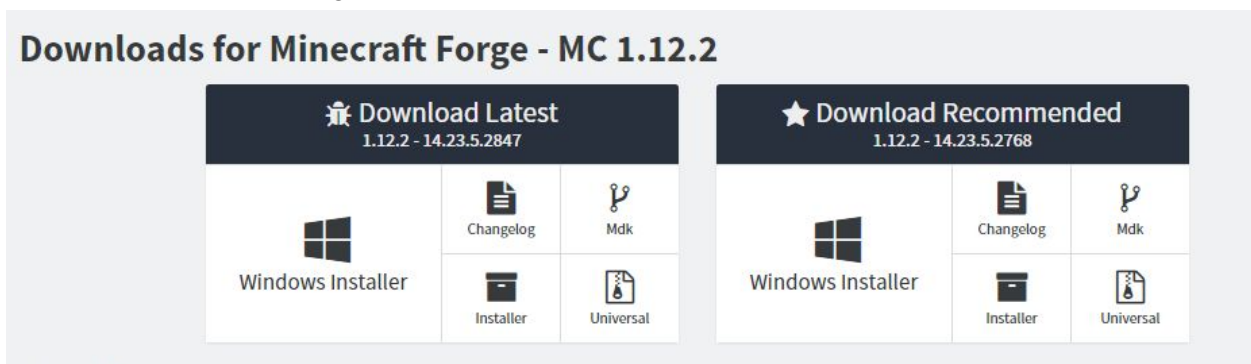 Downloads for Minecraft Forge - MC 1.12.2
Download Latest
1.12.2 - 14.23.5.2847
Windows Installer
Changelog
Mdk
Installer
Universal
Download Recommended
1.12.2 - 14.23.5.2768
Windows Installer
Changelog
Mdk
Installer
Universal